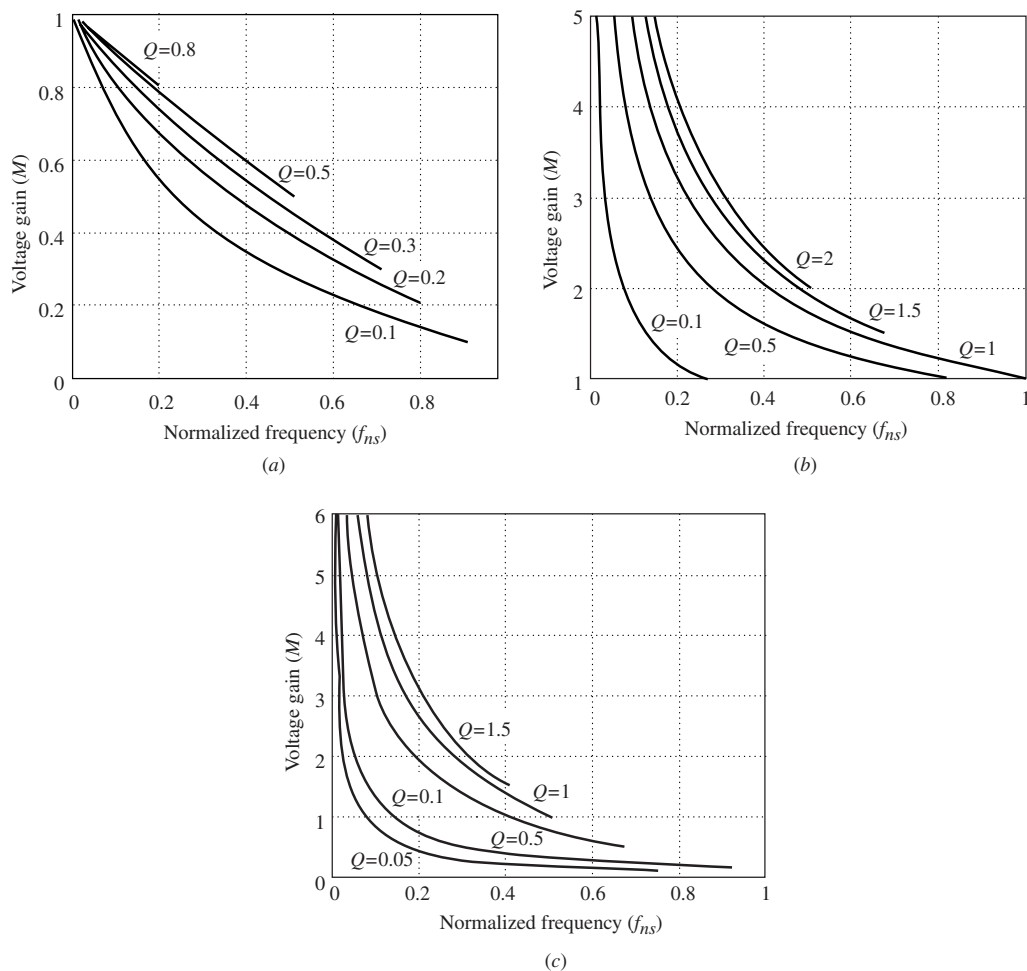 1
0.8
0.6
0.4
0.2
0
Voltage gain (M)
Q=0.8
Q=0.5
Q=0.3
Q=0.2
Q=0.1
0 0.2 0.4 0.6 0.8
Normalized frequency (fns)
(a)
5
4
3
2
1
Voltage gain (M)
Q=2
Q=1.5
Q=0.1
Q=0.5
Q=1
0 0.2 0.4 0.6 0.8 1
Normalized frequency (fns)
(b)
6
5
4
3
2
1
0
Voltage gain (M)
Q=1.5
Q=0.1
Q=1
Q=0.5
Q=0.05
0 0.2 0.4 0.6 0.8 1
Normalized frequency (fns)
(c)